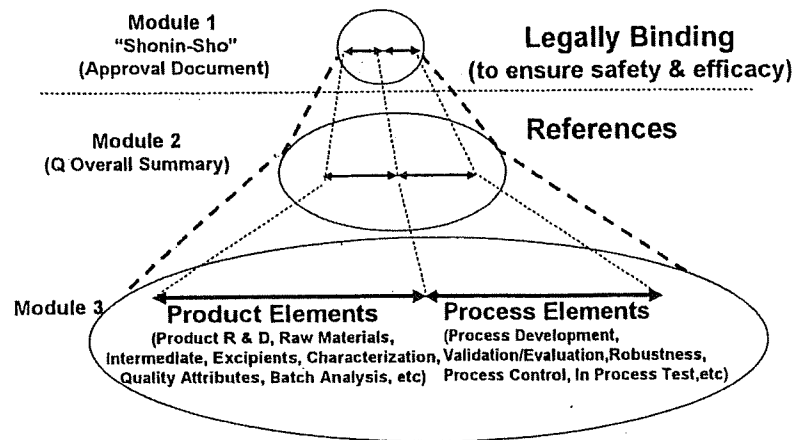 Module 1
“Shonin-Sho”
(Approval Document)
Legally Binding
(to ensure safety & efficacy)
Module 2
(Q Overall Summary)
References
Module 3
Product Elements
(Product R & D, Raw Materials,
Intermediate, Excipients, Characterization,
Quality Attributes, Batch Analysis, etc)
Process Elements
(Process Development,
Validation/Evaluation,Robustness,
Process Control, In Process Test,etc)